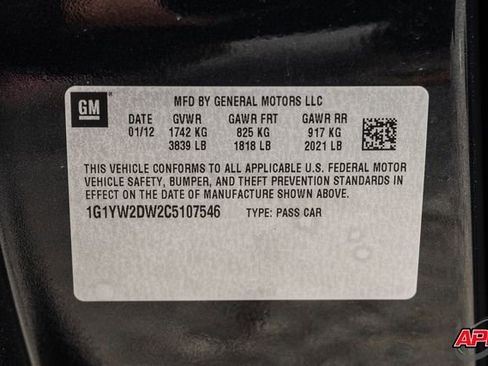 GM
MFD BY GENERAL MOTORS LLC
DATE GVWR GAWR FRT GAWR RR
01/12 1742 KG 825 KG 917 KG
3839 LB 1818 LB 2021 LB
THIS VEHICLE CONFORMS TO ALL APPLICABLE U.S. FEDERAL MOTOR
VEHICLE SAFETY, BUMPER, AND THEFT PREVENTION STANDARDS
IN EFFECT ON THE DATE OF MANUFACTURE SHOWN ABOVE.
1G1YW2DW2C5107546 TYPE: PASS CAR